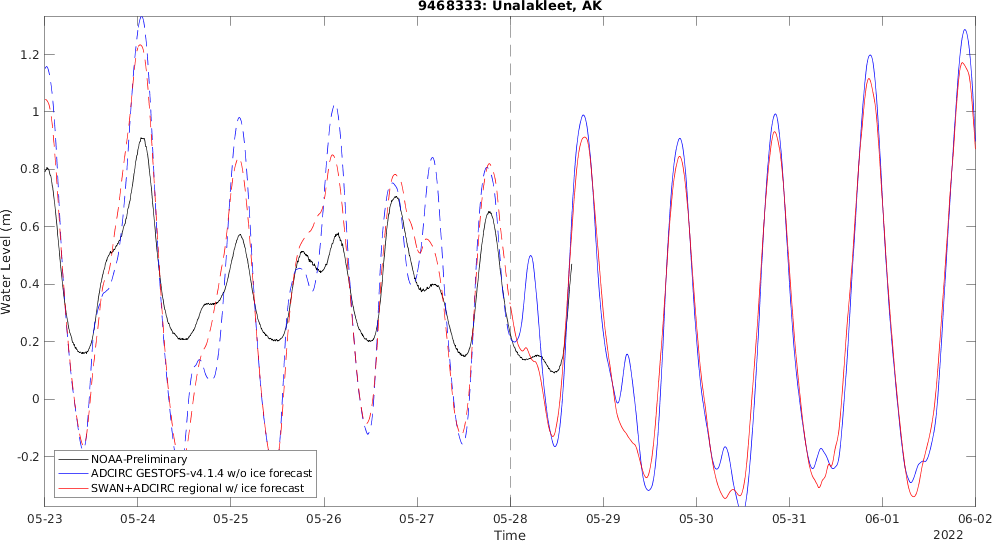 9468333: Unalakleet, AK
Water Level (m)
1.2
1
0.8
0.6
0.4
0.2
0
-0.2
NOAA-Preliminary
ADCIRC GESTOFS-v4.1.4 w/o ice forecast
SWAN+ADCIRC regional w/ ice forecast
05-23 05-24 05-25 05-26 05-27 05-28 05-29 05-30 05-31 06-01 06-02
Time
2022